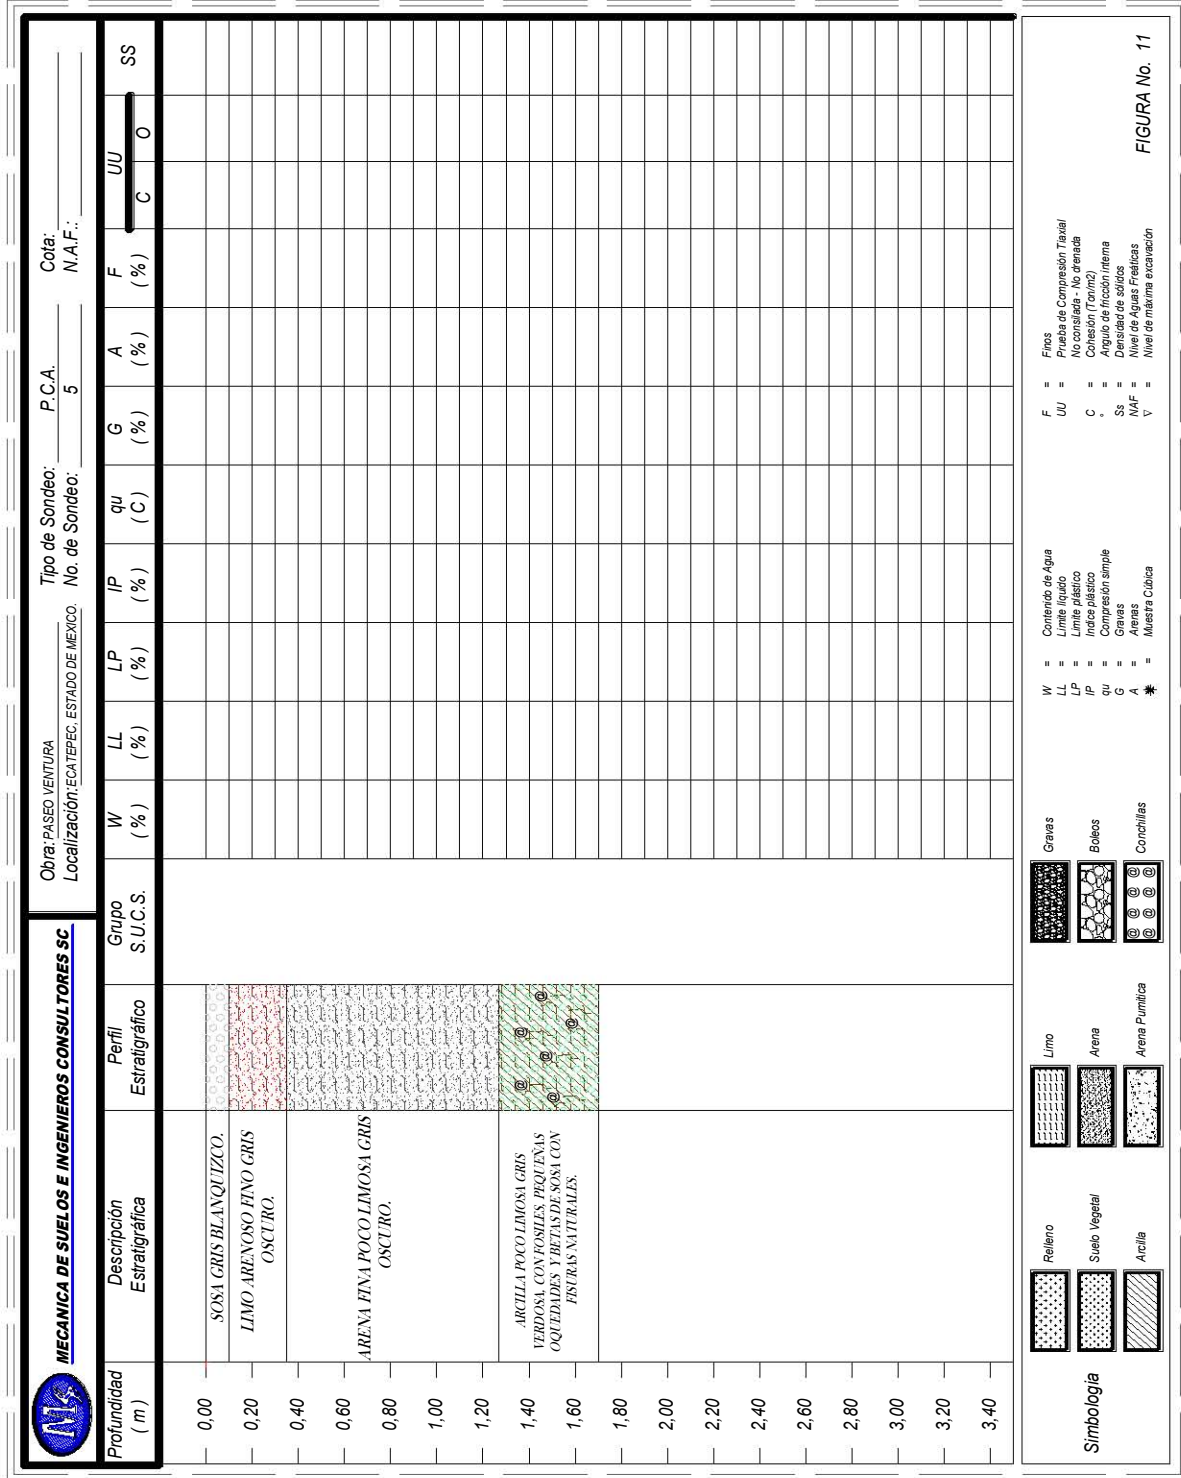 MS
MECANICA DE SUELOS E INGENIEROS CONSULTORES SC
Obra: PASEO VENTURA
Localización: ECATEPEC, ESTADO DE MEXICO.
Tipo de Sondeo: P.C.A.
No. de Sondeo: 5
Cota:
N.A.F.:
Profundidad
( m )
Descripción
Estratigráfica
Perfil
Estratigráfico
Grupo
S.U.C.S.
W
( % )
LL
( % )
LP
( % )
IP
( % )
qu
( C )
G
( % )
A
( % )
F
( % )
UU
C O
SS
0,00
0,20
0,40
0,60
0,80
1,00
1,20
1,40
1,60
1,80
2,00
2,20
2,40
2,60
2,80
3,00
3,20
3,40
SOSA GRIS BLANQUIZCO.
LIMO ARENOSO FINO GRIS
OSCURO.
ARENA FINA POCO LIMOSA GRIS
OSCURO.
ARCILLA POCO LIMOSA GRIS
VERDOSA, CON FOSILES, PEQUEÑAS
OQUEDADES Y BETAS DE SOSA CON
FISURAS NATURALES.
@ @ @ @ @ @
Simbología
Relleno
Suelo Vegetal
Arcilla
Limo
Arena
Arena Pumitica
Gravas
Boleos
Conchillas
@ @ @ @
@ @ @ @
W = Contenido de Agua
LL = Limite líquido
LP = Limite plástico
IP = Indice plástico
qu = Compresión simple
G = Gravas
A = Arenas
= Muestra Cúbica
F = Finos
UU = Prueba de Compresión Tiaxial
No consilada - No drenada
C = Cohesión (Ton/m2)
° = Angulo de fricción interna
Ss = Densidad de sólidos
NAF = Nivel de Aguas Freáticas
∇ = Nivel de máxima excavación
FIGURA No. 11